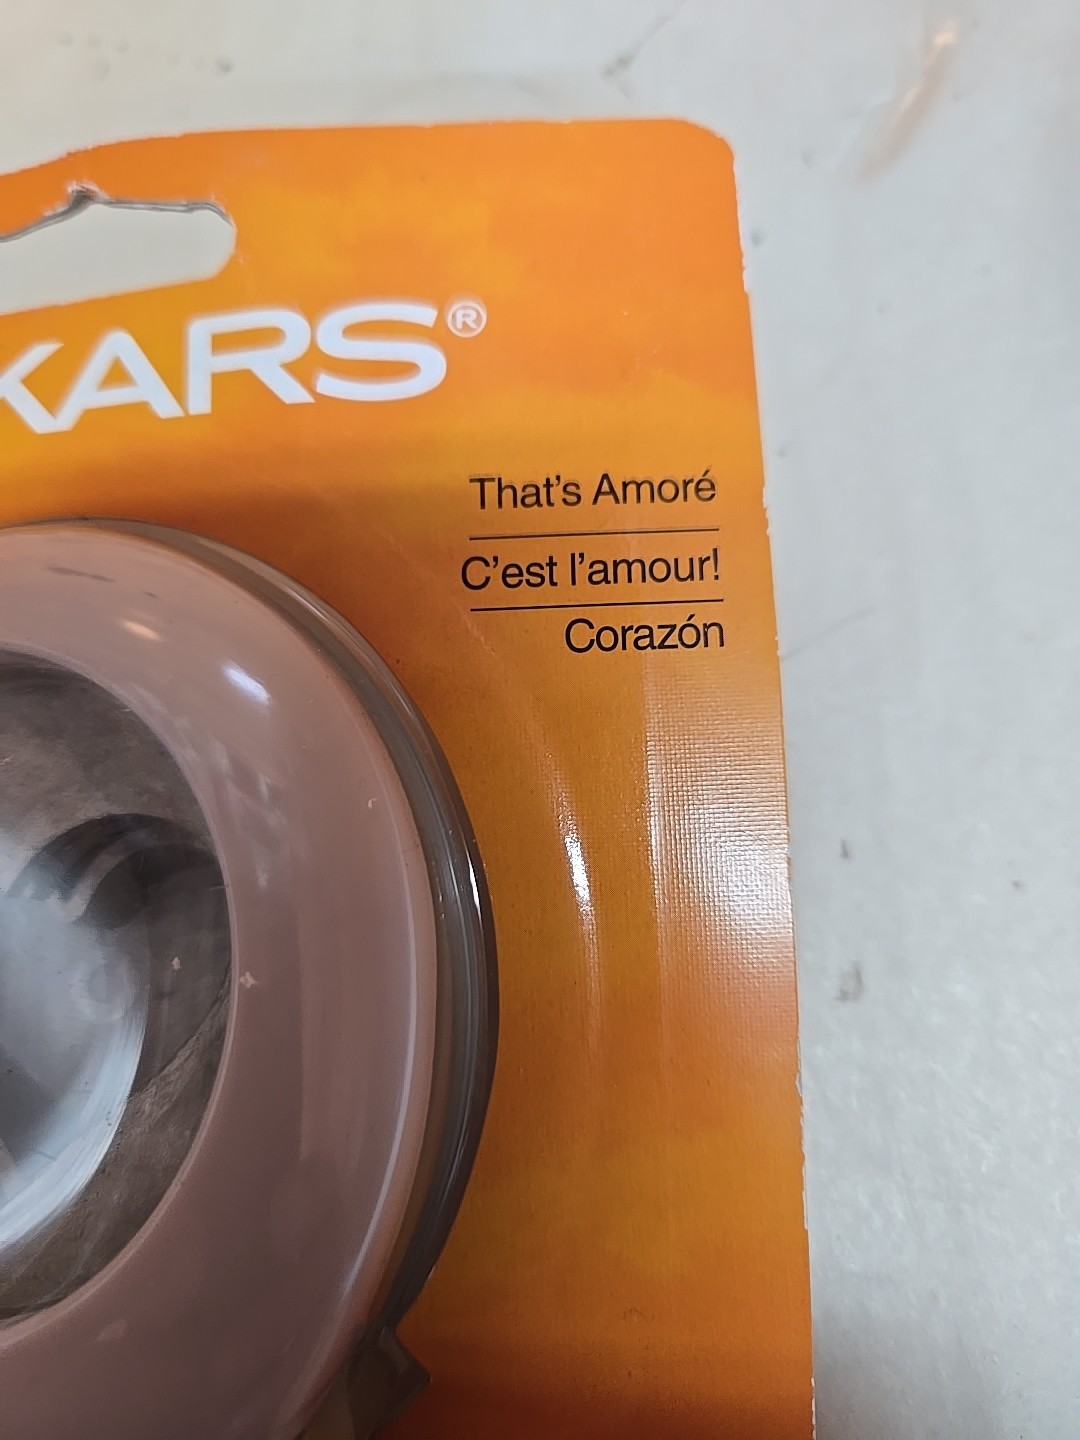 KARS®
That's Amoré
C'est l'amour!
Corazón